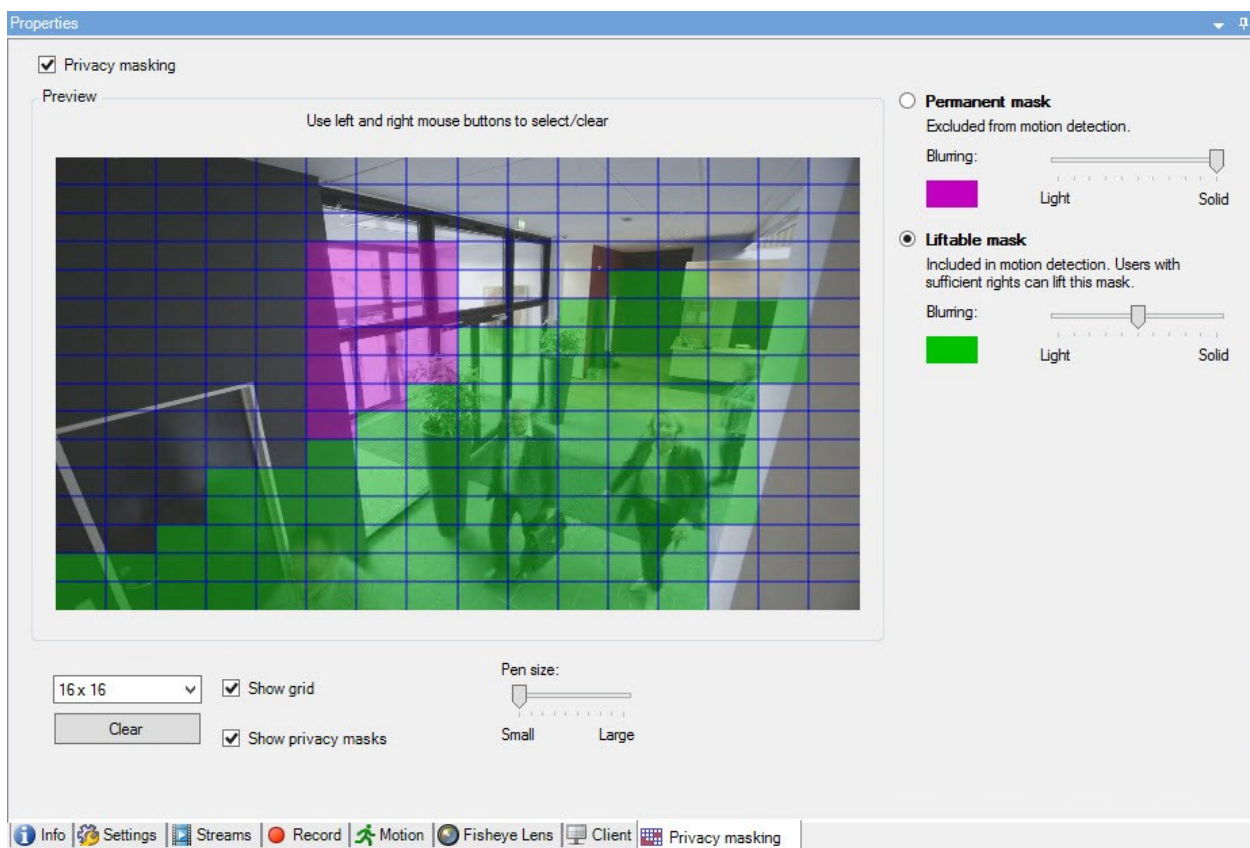 Properties
Privacy masking
Preview
Use left and right mouse buttons to select/clear
Permanent mask
Excluded from motion detection.
Blurring:
Light Solid
Liftable mask
Included in motion detection. Users with
sufficient rights can lift this mask.
Blurring:
Light Solid
16 x 16
Show grid
Clear
Show privacy masks
Pen size:
Small Large
Info Settings Streams Record Motion Fisheye Lens Client Privacy masking